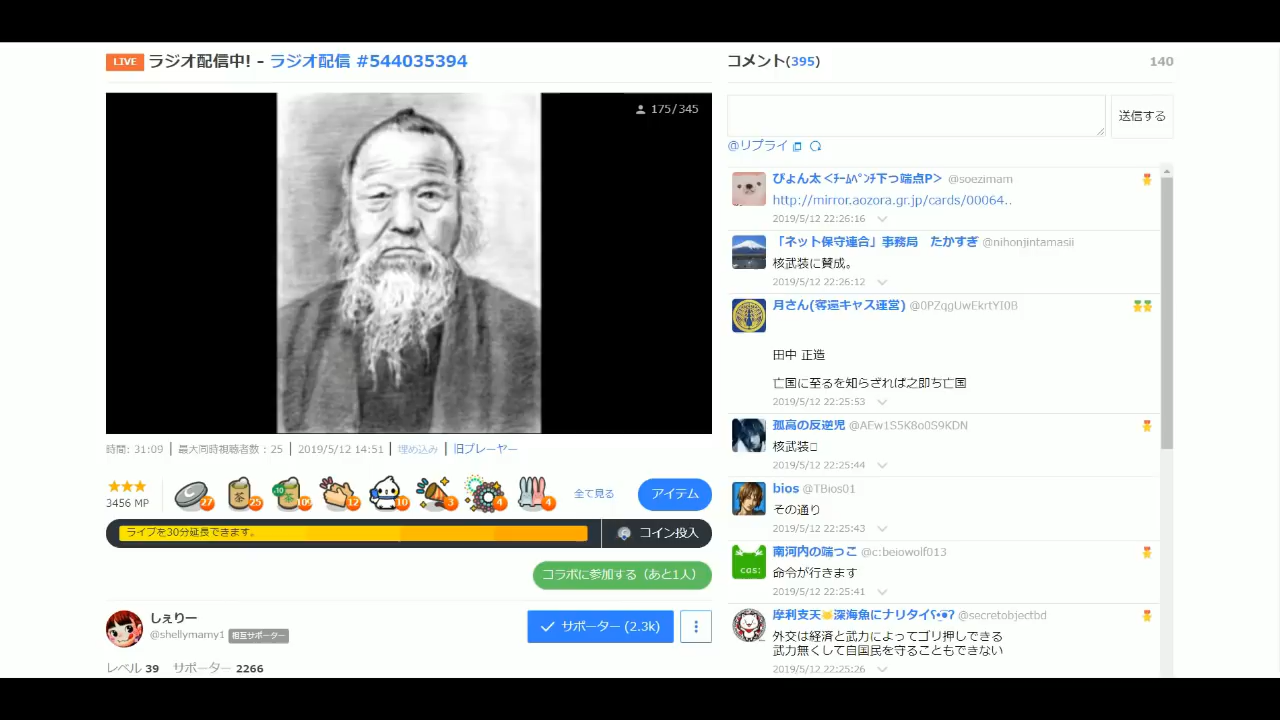 LIVE ラジオ配信中! - ラジオ配信 #544035394
175/345
時間: 31:09 | 最大同時視聴者数 : 25 | 2019/5/12 14:51 | 埋め込み | 旧プレーヤー
3456 MP
27
茶 25
茶 10
12
10
3
4
4
全て見る
アイテム
ライブを30分延長できます。
コイン投入
コラボに参加する（あと1人）
しぇりー
@shellymamy1 相互サポーター
サポーター (2.3k)
レベル 39 サポーター 2266
コメント(395)
140
送信する
@リプライ
ぴょん太<ﾁｰﾑﾍﾟﾝﾁ下っ端点P> @soezimam
http://mirror.aozora.gr.jp/cards/00064..
2019/5/12 22:26:16
「ネット保守連合」事務局　たかすぎ @nihonjintamasii
核武装に賛成。
2019/5/12 22:26:12
月さん(奪還キャス運営) @0PZqgUwEkrtYI0B
田中 正造
亡国に至るを知らざれば之即ち亡国
2019/5/12 22:25:53
孤高の反逆児 @AEw1S5K8o0S9KDN
核武装
2019/5/12 22:25:44
bios @TBios01
その通り
2019/5/12 22:25:43
南河内の端っこ @c:beiowolf013
cas:
命令が行きます
2019/5/12 22:25:41
摩利支天 深海魚にナリタイ @secretobjectbd
外交は経済と武力によってゴリ押しできる
武力無くして自国民を守ることもできない
2019/5/12 22:25:26